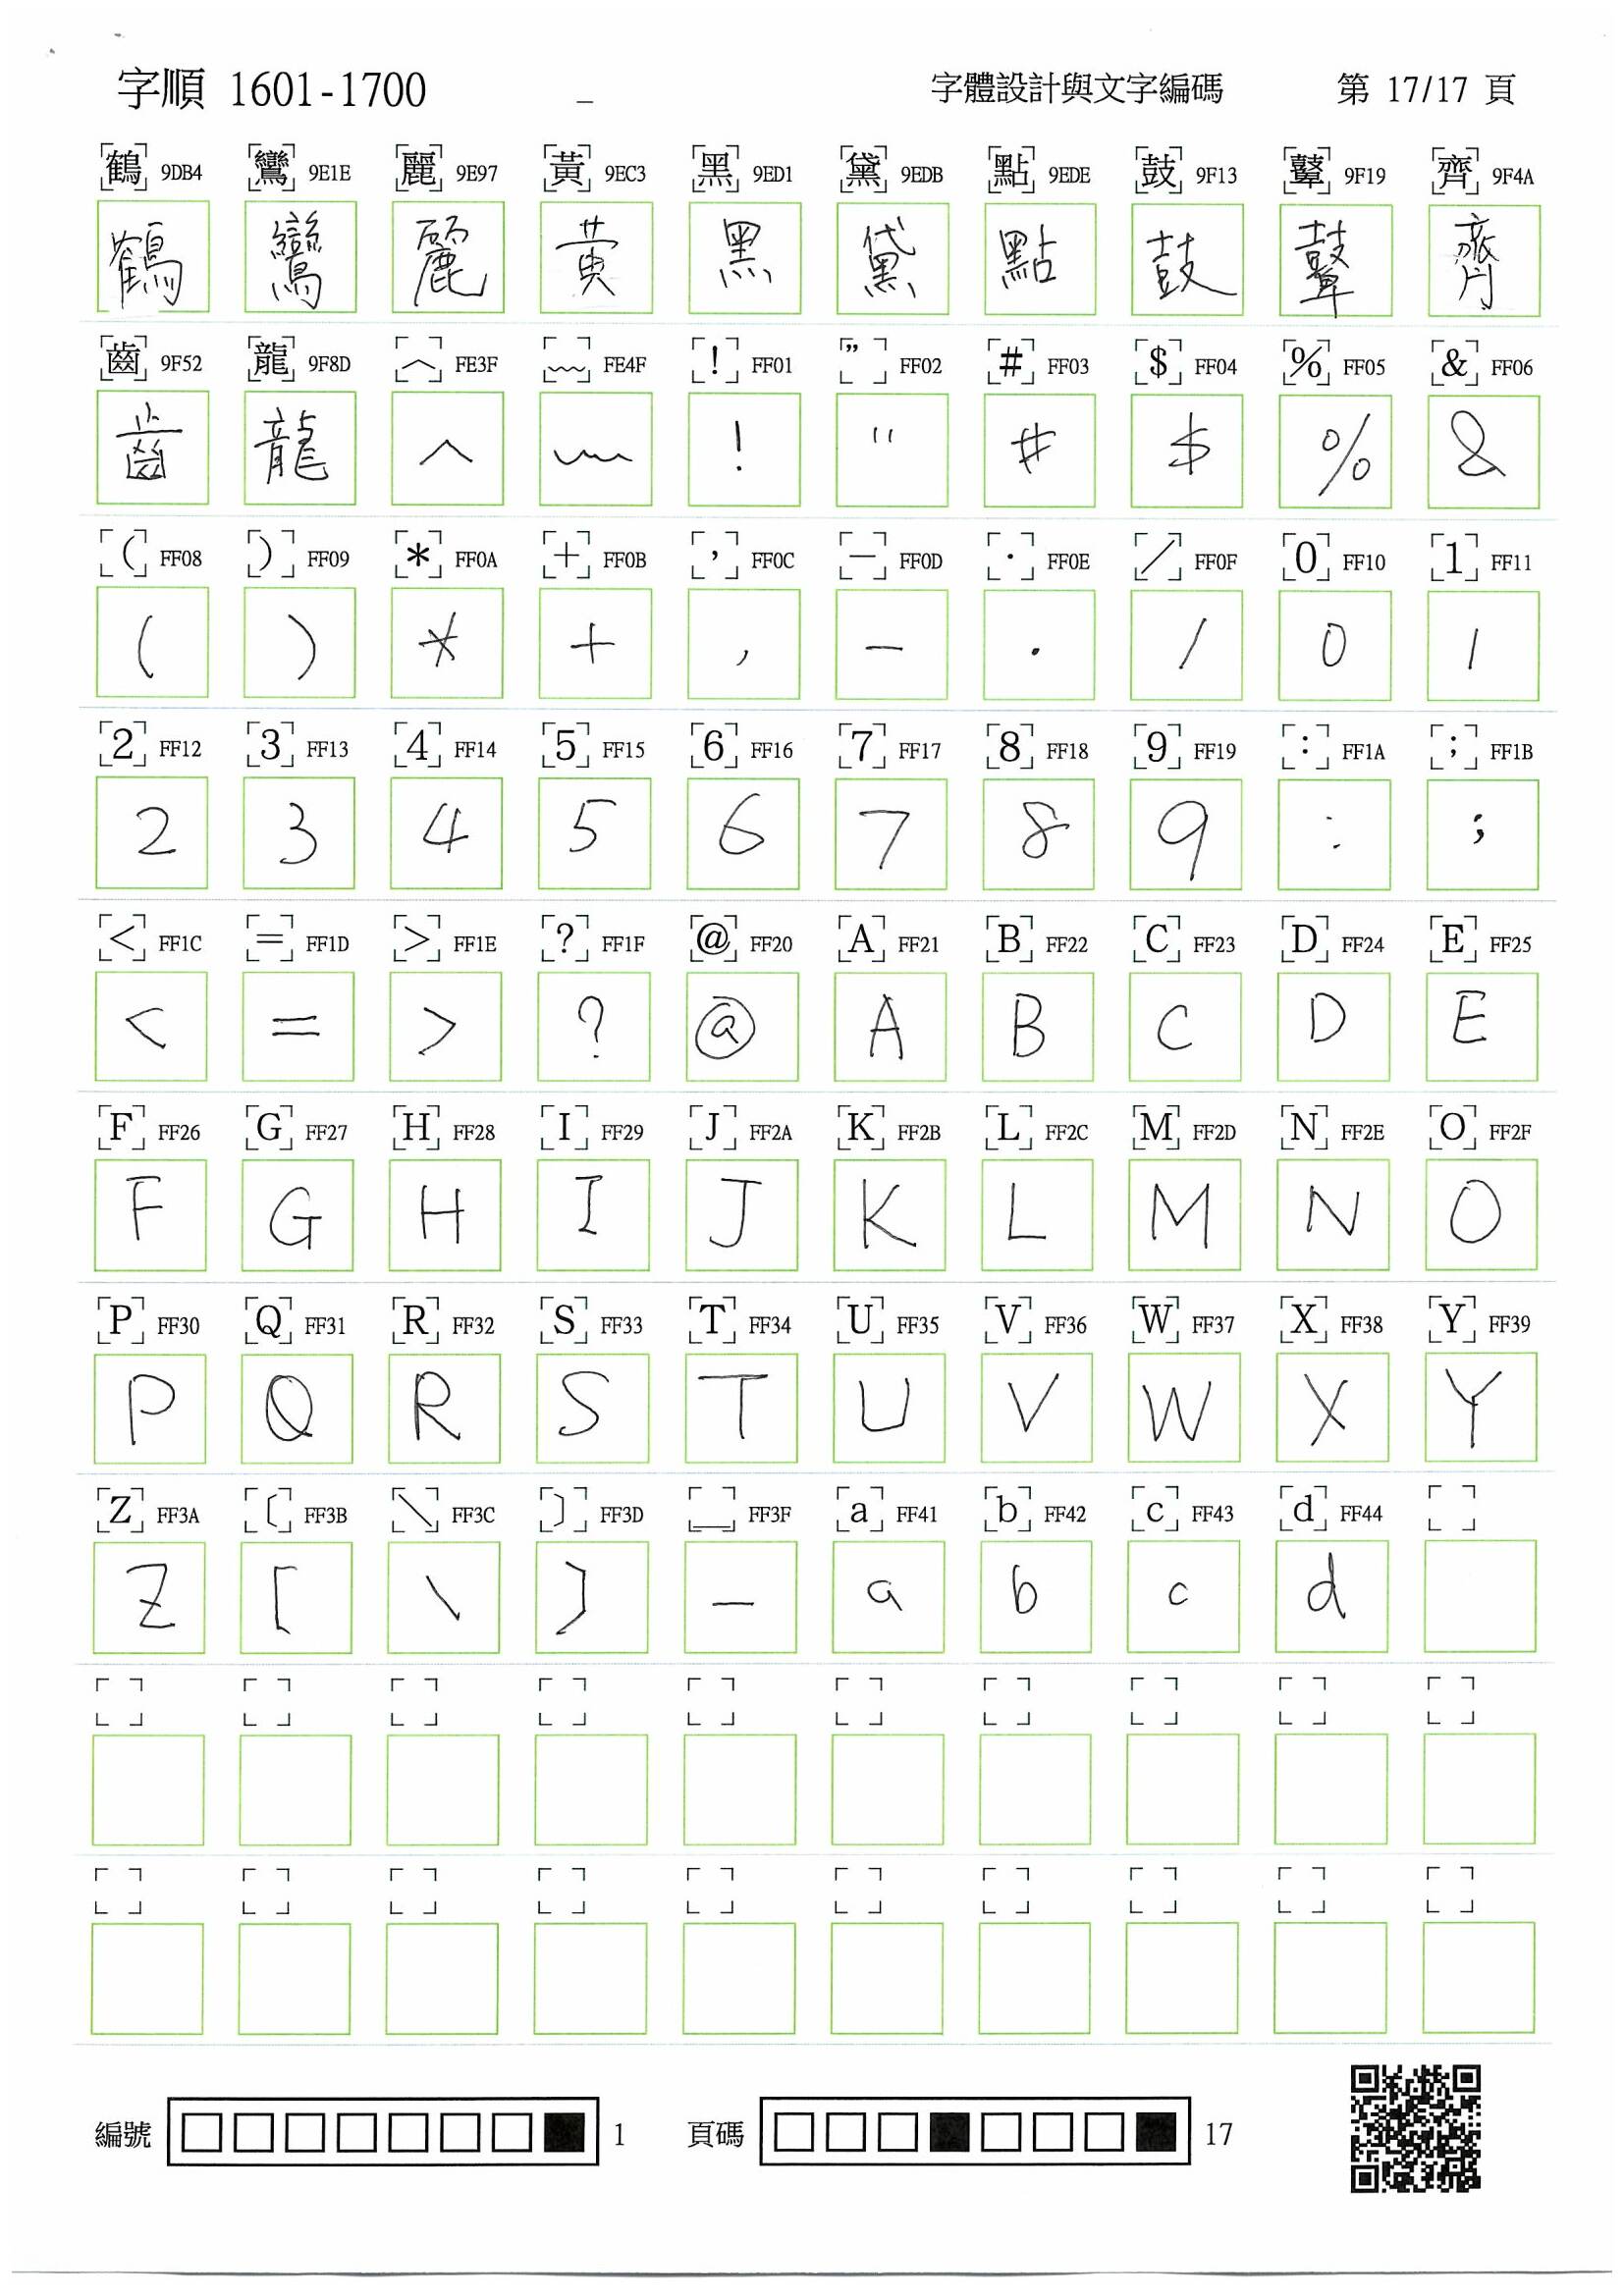 字順 1601-1700 _ 字體設計與文字編碼 第 17/17 頁
鶴 9DB4 鸞 9E1E 麗 9E97 黃 9EC3 黑 9ED1 黛 9EDB 點 9EDE 鼓 9F13 鼙 9F19 齊 9F4A
鶴 鸞 麗 黃 黑 黛 點 鼓 鼙 齊
齒 9F52 龍 9F8D ︿ FE3F ﹏ FE4F ! FF01 ” FF02 # FF03 $ FF04 % FF05 & FF06
齒 龍 ︿ ﹏ ! " # $ % &
( FF08 ) FF09 * FF0A + FF0B , FF0C - FF0D . FF0E / FF0F 0 FF10 1 FF11
( ) * + , - . / 0 1
2 FF12 3 FF13 4 FF14 5 FF15 6 FF16 7 FF17 8 FF18 9 FF19 : FF1A ; FF1B
2 3 4 5 6 7 8 9 : ;
< FF1C = FF1D > FF1E ? FF1F @ FF20 A FF21 B FF22 C FF23 D FF24 E FF25
< = > ? @ A B C D E
F FF26 G FF27 H FF28 I FF29 J FF2A K FF2B L FF2C M FF2D N FF2E O FF2F
F G H I J K L M N O
P FF30 Q FF31 R FF32 S FF33 T FF34 U FF35 V FF36 W FF37 X FF38 Y FF39
P Q R S T U V W X Y
Z FF3A [ FF3B \ FF3C ] FF3D _ FF3F a FF41 b FF42 c FF43 d FF44
Z [ \ ] _ a b c d
編號 1 頁碼 17